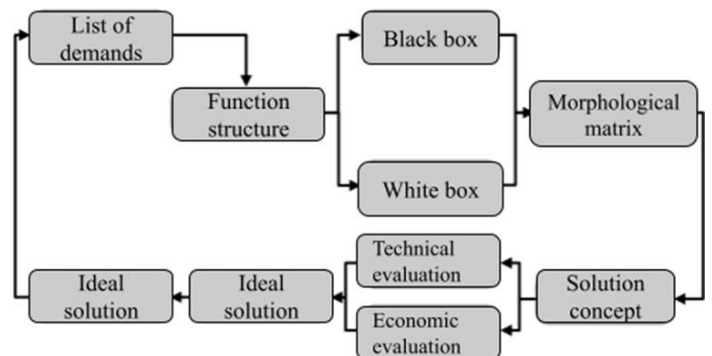 List of
demands
Function
structure
Black box
White box
Morphological
matrix
Solution
concept
Technical
evaluation
Economic
evaluation
Ideal
solution
Ideal
solution